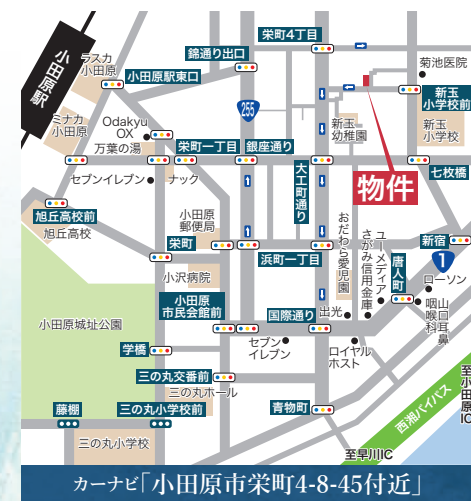 栄町4丁目
錦通り出口
ラスカ
小田原
小田原駅東口
小田原駅
菊池医院
新玉
小学校前
255
ミナカ
小田原
Odakyu
OX
万葉の湯
新玉
幼稚園
新玉
小学校
栄町一丁目
銀座通り
大工町通り
七枚橋
セブンイレブン
ナック
物件
旭丘高校前
旭丘高校
小田原
郵便局
おだわら愛児園
さがみ信用金庫
ユーメディア
新宿
1
栄町
浜町一丁目
唐人町
ローソン
小沢病院
山口耳鼻
咽喉科
小田原
市民会館前
国際通り
出光
小田原城址公園
学橋
セブン
イレブン
ロイヤル
ホスト
三の丸交番前
三の丸ホール
至小田原IC
西湘バイパス
藤棚
三の丸小学校前
青物町
三の丸小学校
至早川IC
カーナビ「小田原市栄町4-8-45付近」